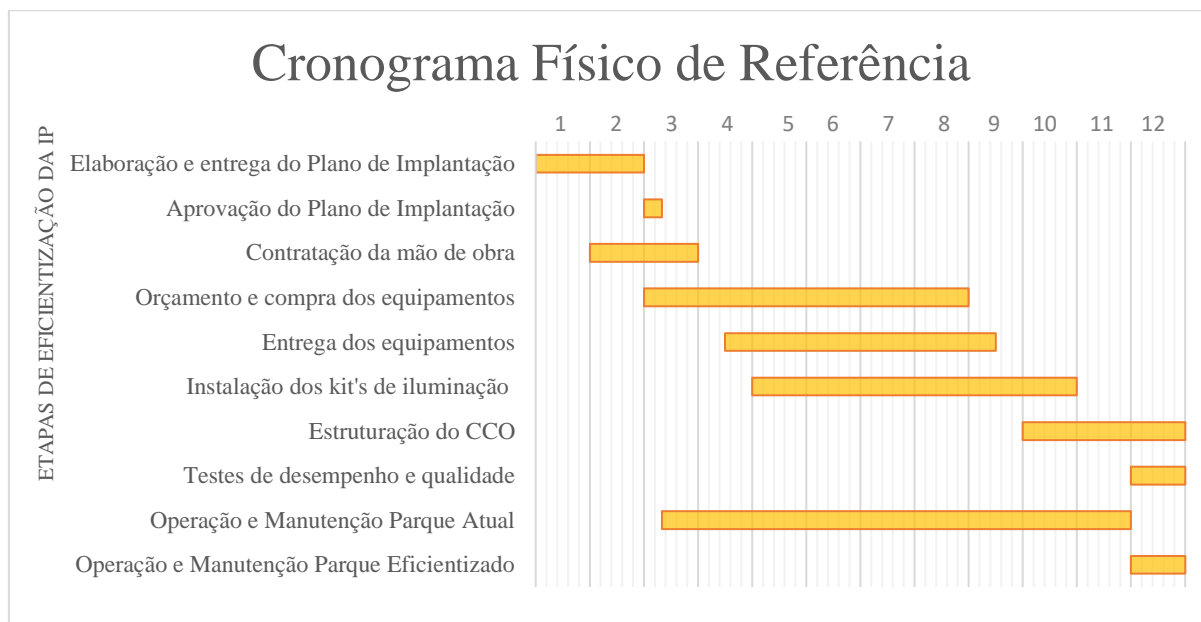 Cronograma Físico de Referência
1 2 3 4 5 6 7 8 9 10 11 12
ETAPAS DE EFICIENTIZAÇÃO DA IP
Elaboração e entrega do Plano de Implantação
Aprovação do Plano de Implantação
Contratação da mão de obra
Orçamento e compra dos equipamentos
Entrega dos equipamentos
Instalação dos kit's de iluminação
Estruturação do CCO
Testes de desempenho e qualidade
Operação e Manutenção Parque Atual
Operação e Manutenção Parque Eficientizado